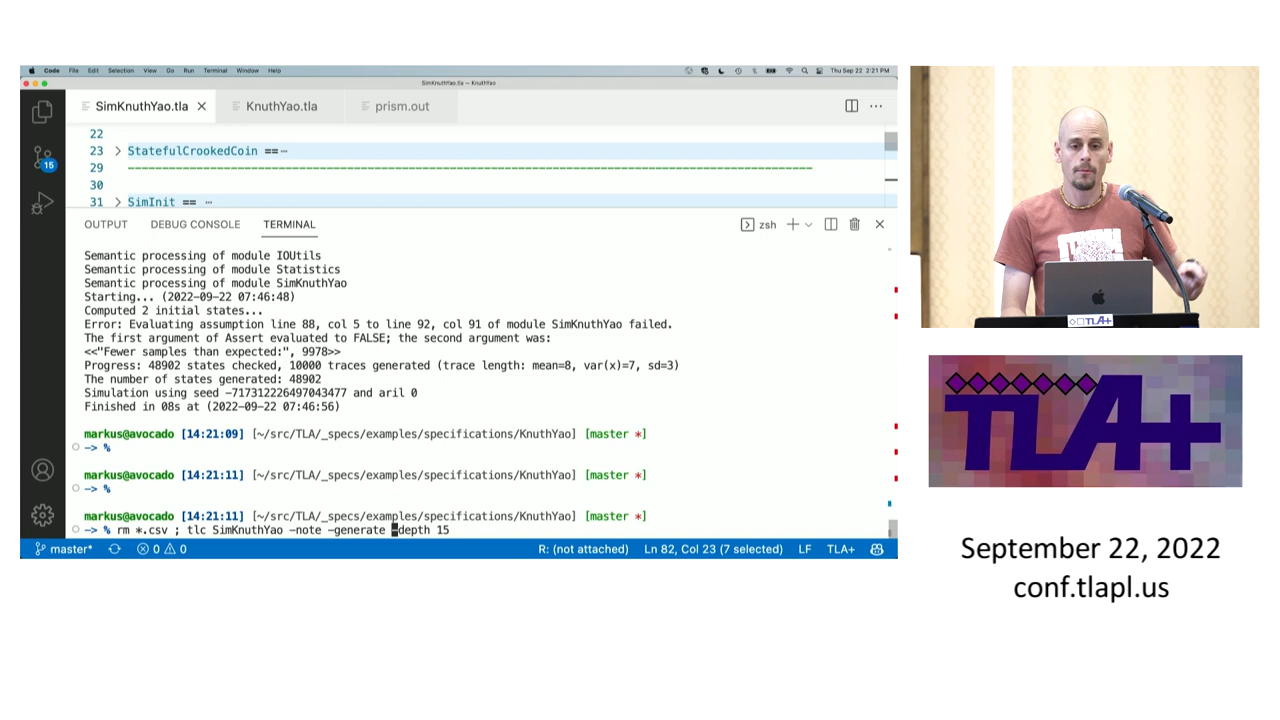 Code File Edit Selection View Go Run Terminal Window Help Thu Sep 22 2:21 PM
SimKnuthYao.tla — KnuthYao
SimKnuthYao.tla KnuthYao.tla prism.out
22
23 StatefulCrookedCoin ==
29
30
31 SimInit ==
15
OUTPUT DEBUG CONSOLE TERMINAL zsh
Semantic processing of module IOUtils
Semantic processing of module Statistics
Semantic processing of module SimKnuthYao
Starting... (2022-09-22 07:46:48)
Computed 2 initial states...
Error: Evaluating assumption line 88, col 5 to line 92, col 91 of module SimKnuthYao failed.
The first argument of Assert evaluated to FALSE; the second argument was:
<<"Fewer samples than expected:", 9978>>
Progress: 48902 states checked, 10000 traces generated (trace length: mean=8, var(x)=7, sd=3)
The number of states generated: 48902
Simulation using seed -717312226497043477 and aril 0
Finished in 08s at (2022-09-22 07:46:56)
markus@avocado [14:21:09] [~/src/TLA/_specs/examples/specifications/KnuthYao] [master *]
-> %
markus@avocado [14:21:11] [~/src/TLA/_specs/examples/specifications/KnuthYao] [master *]
-> %
markus@avocado [14:21:11] [~/src/TLA/_specs/examples/specifications/KnuthYao] [master *]
-> % rm *.csv ; tlc SimKnuthYao -note -generate -depth 15
master* 0 0 R: (not attached) Ln 82, Col 23 (7 selected) LF TLA+
TLA+
TLA+
September 22, 2022
conf.tlapl.us